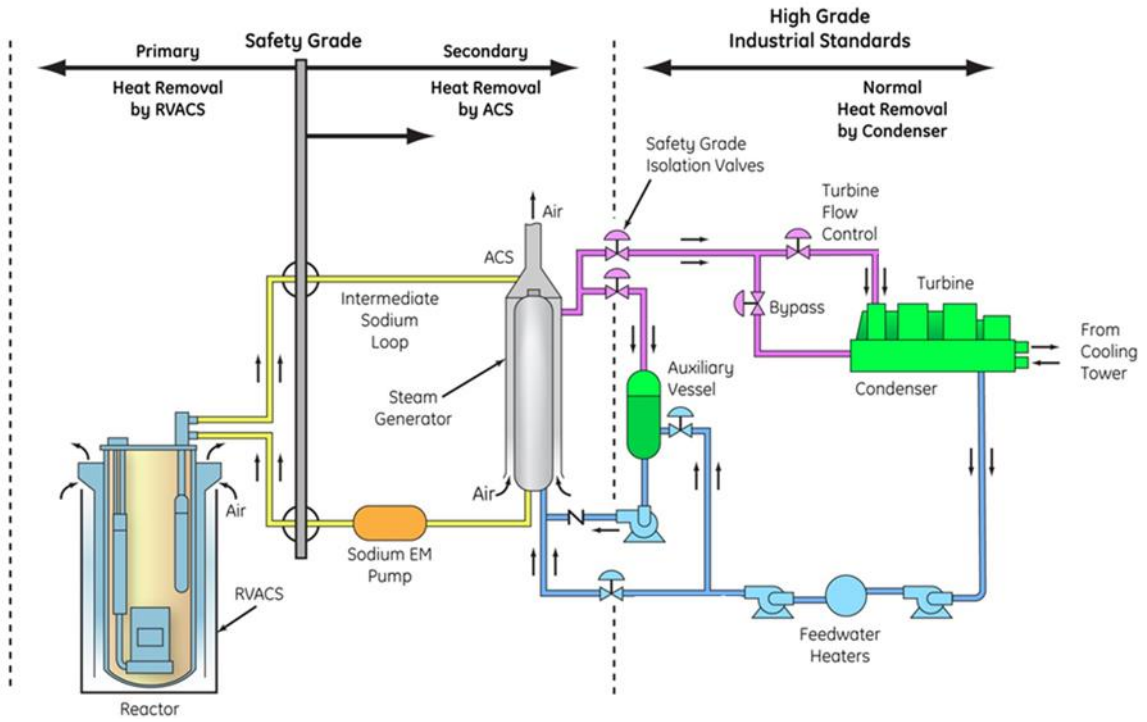 High Grade
Industrial Standards
Safety Grade
Primary
Secondary
Heat Removal
by RVACS
Heat Removal
by ACS
Normal
Heat Removal
by Condenser
Safety Grade
Isolation Valves
Turbine
Flow
Control
Air
ACS
Intermediate
Sodium
Loop
Turbine
Bypass
From
Cooling
Tower
Condenser
Auxiliary
Vessel
Steam
Generator
Air
Air
Sodium EM
Pump
RVACS
Feedwater
Heaters
Reactor